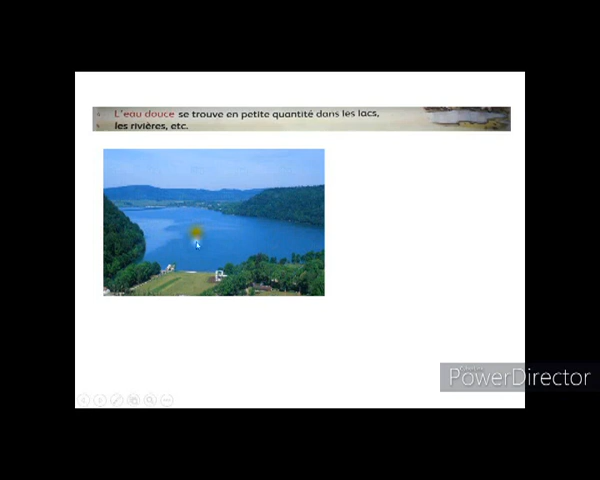 L'eau douce se trouve en petite quantité dans les lacs,
les rivières, etc.
PowerDirector